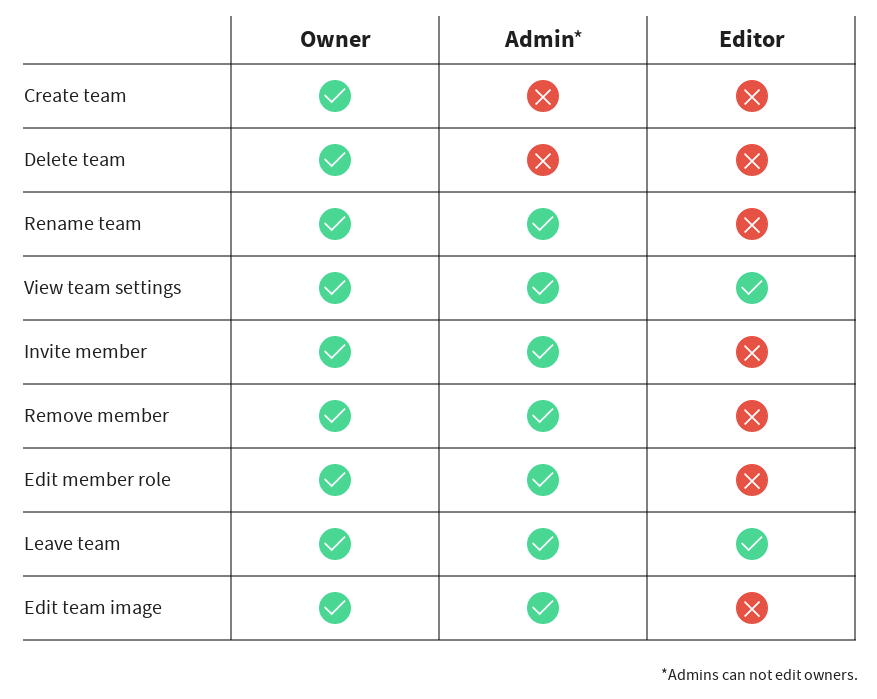 Owner Admin* Editor
Create team
Delete team
Rename team
View team settings
Invite member
Remove member
Edit member role
Leave team
Edit team image
*Admins can not edit owners.